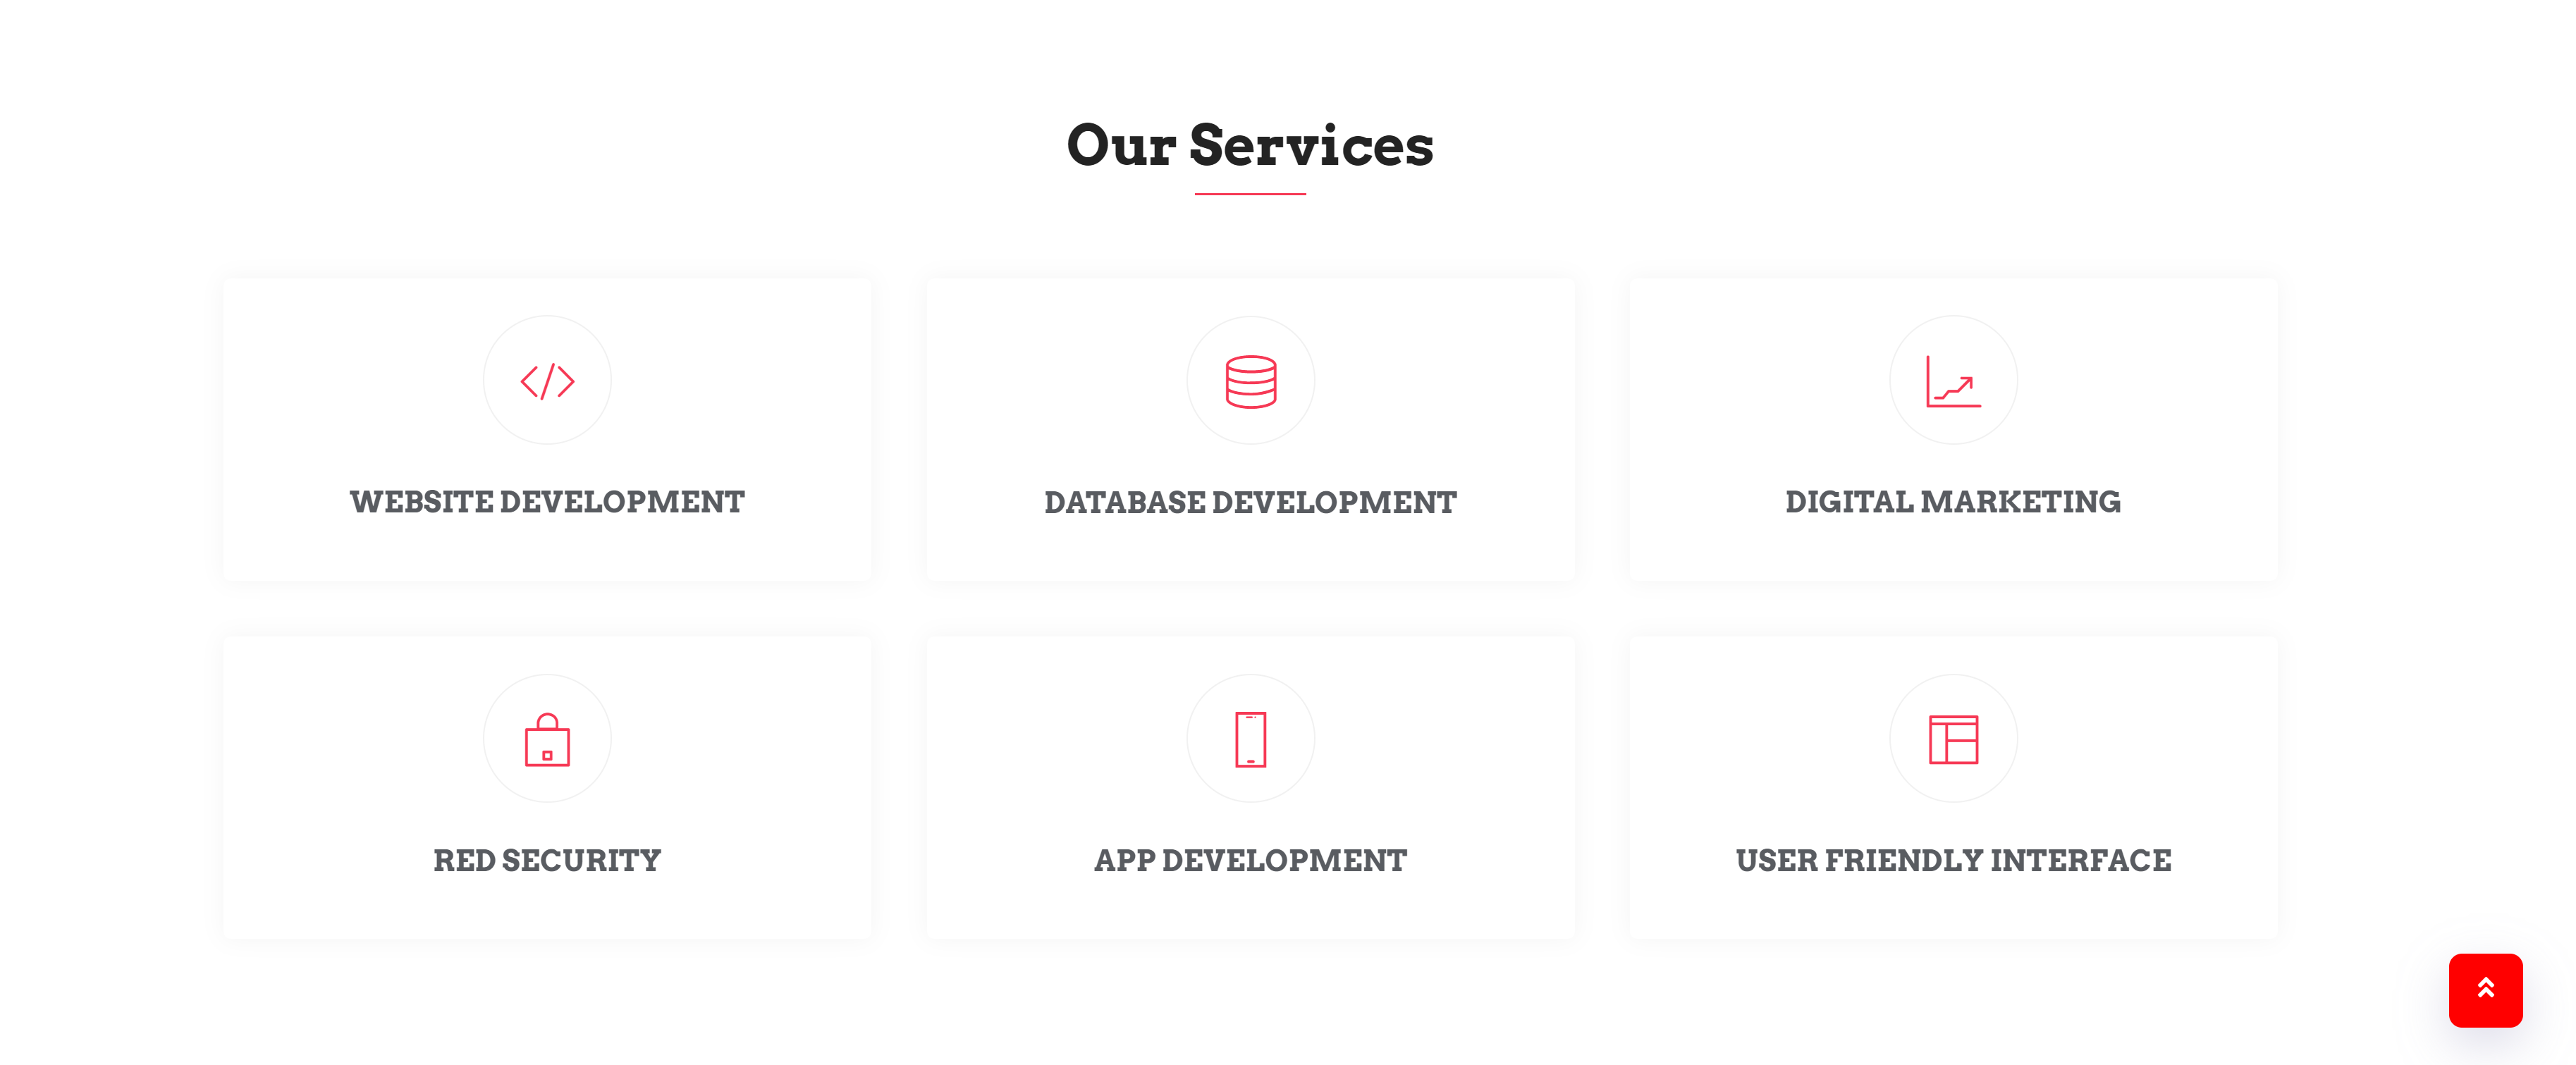 Our Services
WEBSITE DEVELOPMENT
DATABASE DEVELOPMENT
DIGITAL MARKETING
RED SECURITY
APP DEVELOPMENT
USER FRIENDLY INTERFACE